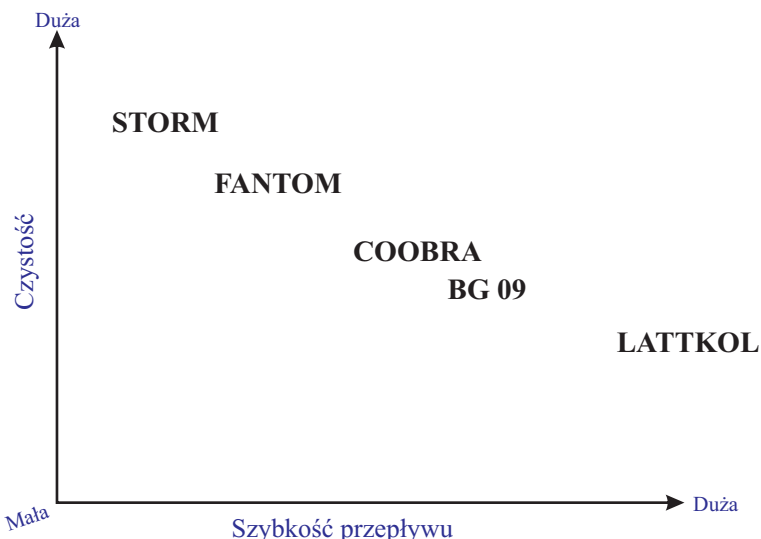 Duża
STORM
FANTOM
Czystość
COOBRA
BG 09
LATTKOL
Mała
Duża
Szybkość przepływu